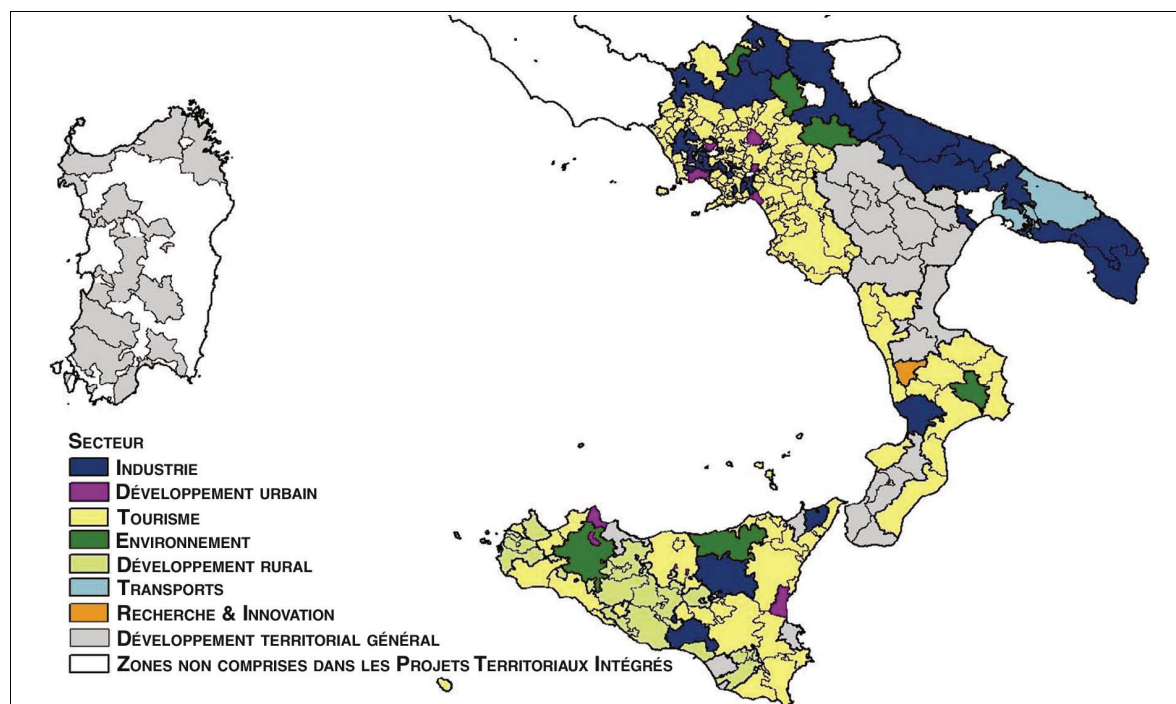 SECTEUR
INDUSTRIE
DÉVELOPPEMENT URBAIN
TOURISME
ENVIRONNEMENT
DÉVELOPPEMENT RURAL
TRANSPORTS
RECHERCHE & INNOVATION
DÉVELOPPEMENT TERRITORIAL GÉNÉRAL
ZONES NON COMPRISES DANS LES PROJETS TERRITORIAUX INTÉGRÉS